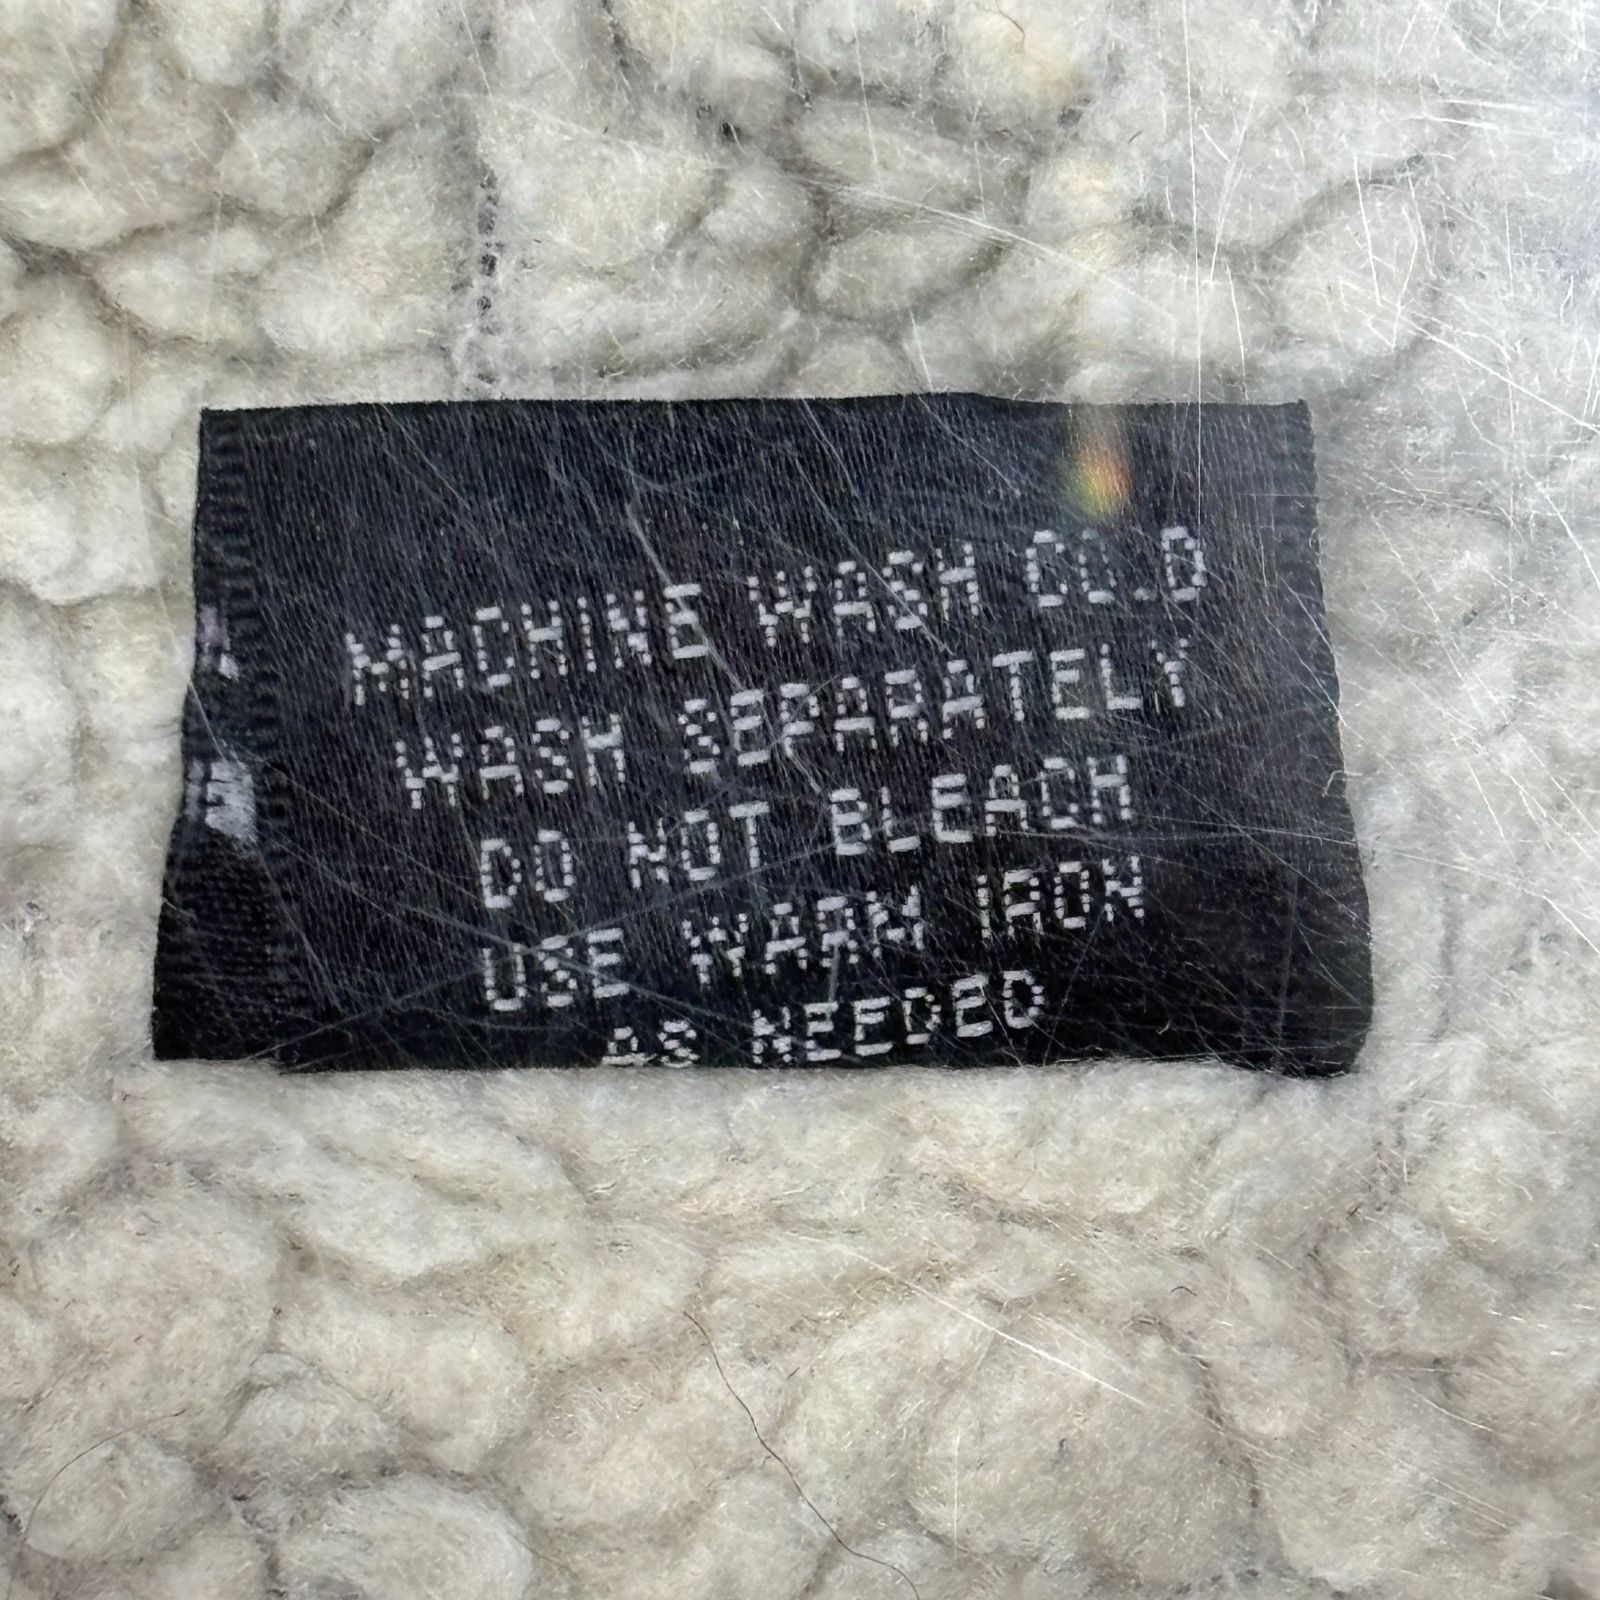 MACHINE WASH COLD
WASH SEPARATELY
DO NOT BLEACH
USE WARM IRON
AS NEEDED